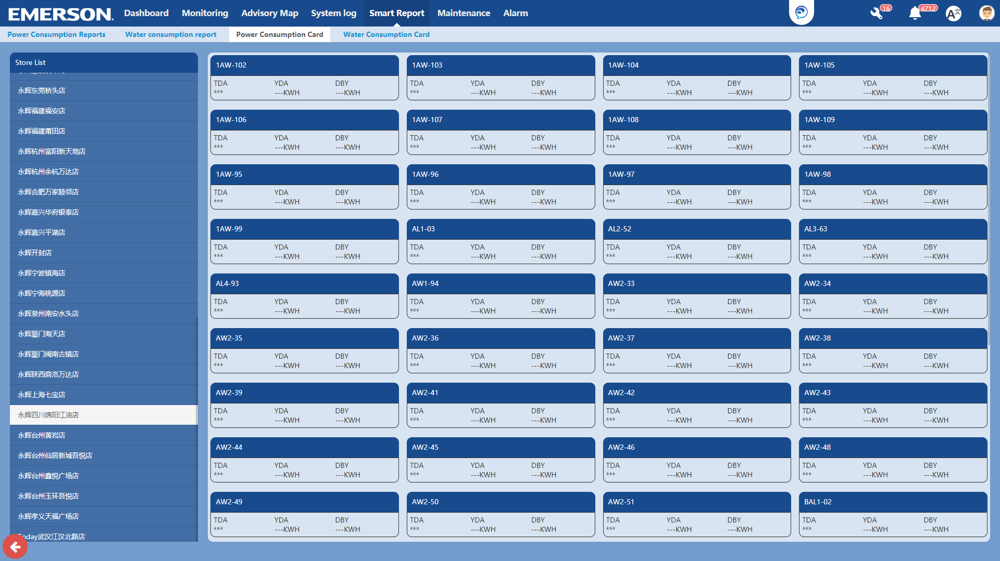 EMERSON.
Dashboard Monitoring Advisory Map System log Smart Report Maintenance Alarm
16
4712
A文
Power Consumption Reports Water consumption report Power Consumption Card Water Consumption Card
Store List
永辉东莞桥头店
永辉福建福安店
永辉福建莆田店
永辉杭州富阳新天地店
永辉杭州余杭万达店
永辉合肥万家睦邻店
永辉嘉兴华府银泰店
永辉嘉兴平湖店
永辉开封店
永辉宁波镇海店
永辉宁海桃源店
永辉泉州南安水头店
永辉厦门海天店
永辉厦门闽南古镇店
永辉陕西商洛万达店
永辉上海七宝店
永辉四川绵阳江油店
永辉台州黄岩店
永辉台州仙居新城吾悦店
永辉台州鑫悦广场店
永辉台州玉环吾悦店
永辉孝义天福广场店
Today武汉江汉北路店
1AW-102 1AW-103 1AW-104 1AW-105
TDA YDA DBY TDA YDA DBY TDA YDA DBY TDA YDA DBY
*** ---KWH ---KWH *** ---KWH ---KWH *** ---KWH ---KWH *** ---KWH ---KWH
1AW-106 1AW-107 1AW-108 1AW-109
TDA YDA DBY TDA YDA DBY TDA YDA DBY TDA YDA DBY
*** ---KWH ---KWH *** ---KWH ---KWH *** ---KWH ---KWH *** ---KWH ---KWH
1AW-95 1AW-96 1AW-97 1AW-98
TDA YDA DBY TDA YDA DBY TDA YDA DBY TDA YDA DBY
*** ---KWH ---KWH *** ---KWH ---KWH *** ---KWH ---KWH *** ---KWH ---KWH
1AW-99 AL1-03 AL2-52 AL3-63
TDA YDA DBY TDA YDA DBY TDA YDA DBY TDA YDA DBY
*** ---KWH ---KWH *** ---KWH ---KWH *** ---KWH ---KWH *** ---KWH ---KWH
AL4-93 AW1-94 AW2-33 AW2-34
TDA YDA DBY TDA YDA DBY TDA YDA DBY TDA YDA DBY
*** ---KWH ---KWH *** ---KWH ---KWH *** ---KWH ---KWH *** ---KWH ---KWH
AW2-35 AW2-36 AW2-37 AW2-38
TDA YDA DBY TDA YDA DBY TDA YDA DBY TDA YDA DBY
*** ---KWH ---KWH *** ---KWH ---KWH *** ---KWH ---KWH *** ---KWH ---KWH
AW2-39 AW2-41 AW2-42 AW2-43
TDA YDA DBY TDA YDA DBY TDA YDA DBY TDA YDA DBY
*** ---KWH ---KWH *** ---KWH ---KWH *** ---KWH ---KWH *** ---KWH ---KWH
AW2-44 AW2-45 AW2-46 AW2-48
TDA YDA DBY TDA YDA DBY TDA YDA DBY TDA YDA DBY
*** ---KWH ---KWH *** ---KWH ---KWH *** ---KWH ---KWH *** ---KWH ---KWH
AW2-49 AW2-50 AW2-51 BAL1-02
TDA YDA DBY TDA YDA DBY TDA YDA DBY TDA YDA DBY
*** ---KWH ---KWH *** ---KWH ---KWH *** ---KWH ---KWH *** ---KWH ---KWH